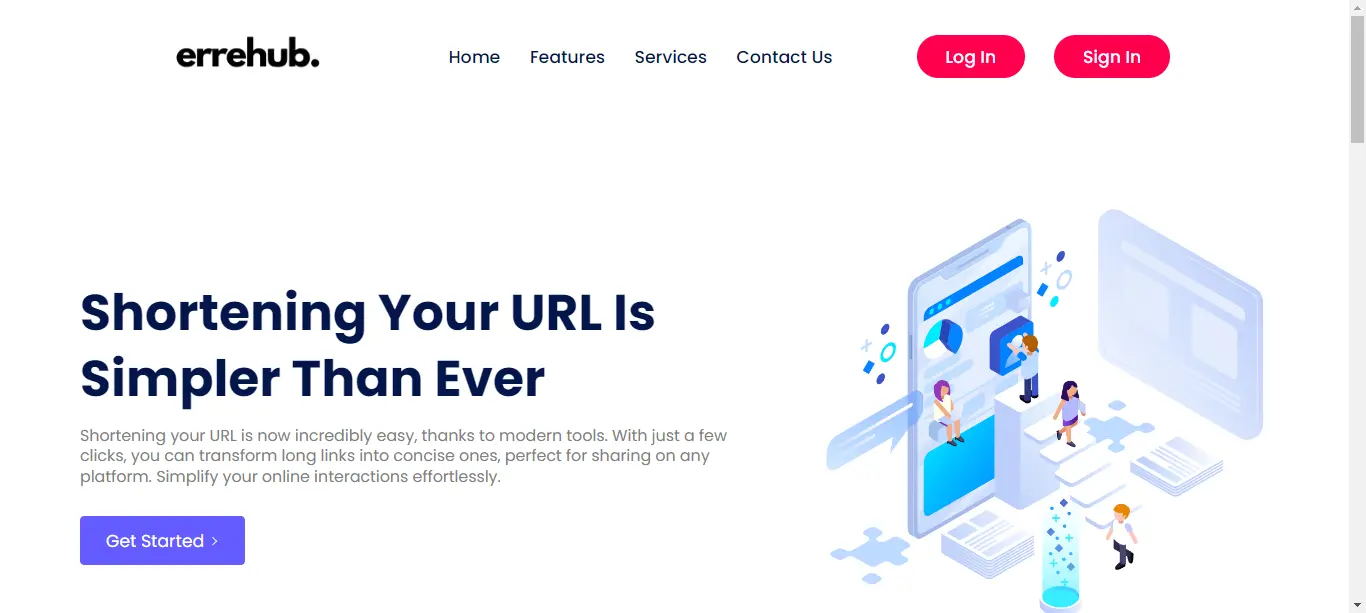 errehub.
Home
Features
Services
Contact Us
Log In
Sign In
Shortening Your URL Is
Simpler Than Ever
Shortening your URL is now incredibly easy, thanks to modern tools. With just a few
clicks, you can transform long links into concise ones, perfect for sharing on any
platform. Simplify your online interactions effortlessly.
Get Started >